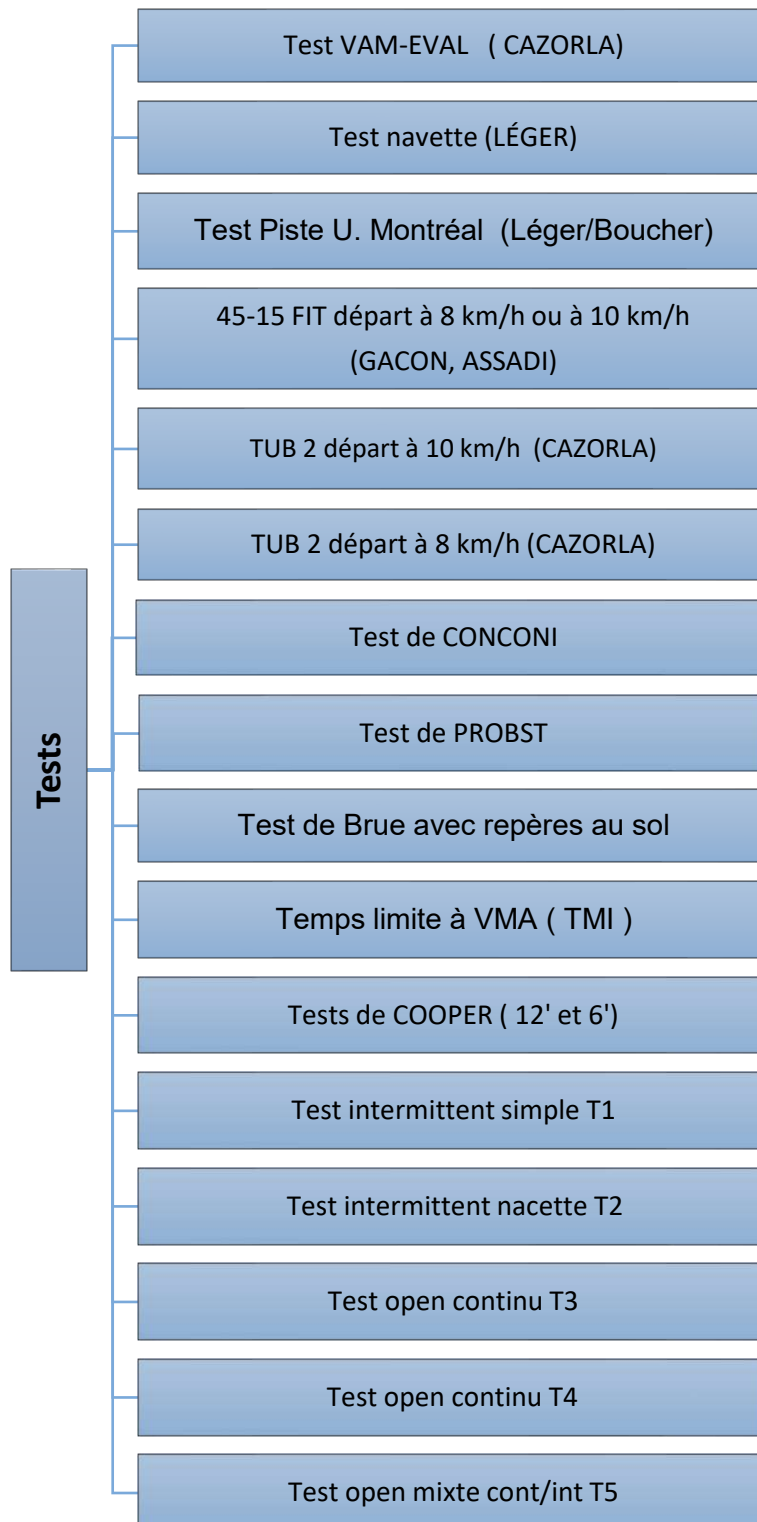 Tests
Test VAM-EVAL ( CAZORLA)
Test navette (LÉGER)
Test Piste U. Montréal (Léger/Boucher)
45-15 FIT départ à 8 km/h ou à 10 km/h
(GACON, ASSADI)
TUB 2 départ à 10 km/h (CAZORLA)
TUB 2 départ à 8 km/h (CAZORLA)
Test de CONCONI
Test de PROBST
Test de Brue avec repères au sol
Temps limite à VMA ( TMI )
Tests de COOPER ( 12' et 6')
Test intermittent simple T1
Test intermittent nacette T2
Test open continu T3
Test open continu T4
Test open mixte cont/int T5